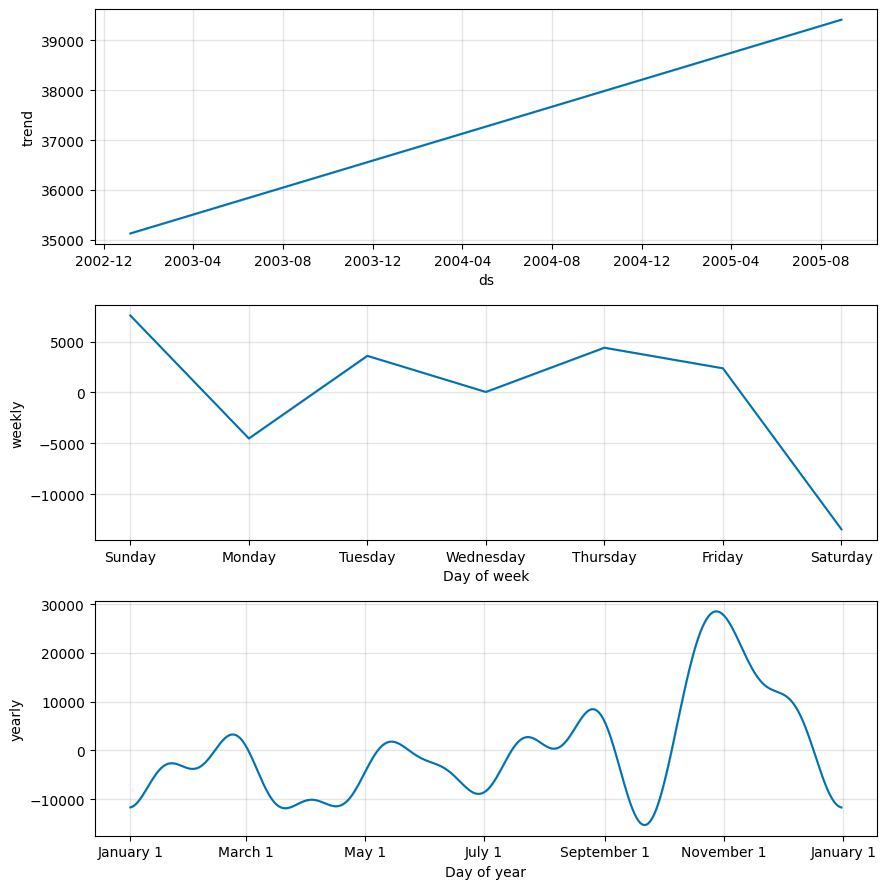 39000
38000
37000
36000
35000
trend
2002-12 2003-04 2003-08 2003-12 2004-04 2004-08 2004-12 2005-04 2005-08
ds
5000
0
−5000
−10000
weekly
Sunday Monday Tuesday Wednesday Thursday Friday Saturday
Day of week
30000
20000
10000
0
−10000
yearly
January 1 March 1 May 1 July 1 September 1 November 1 January 1
Day of year